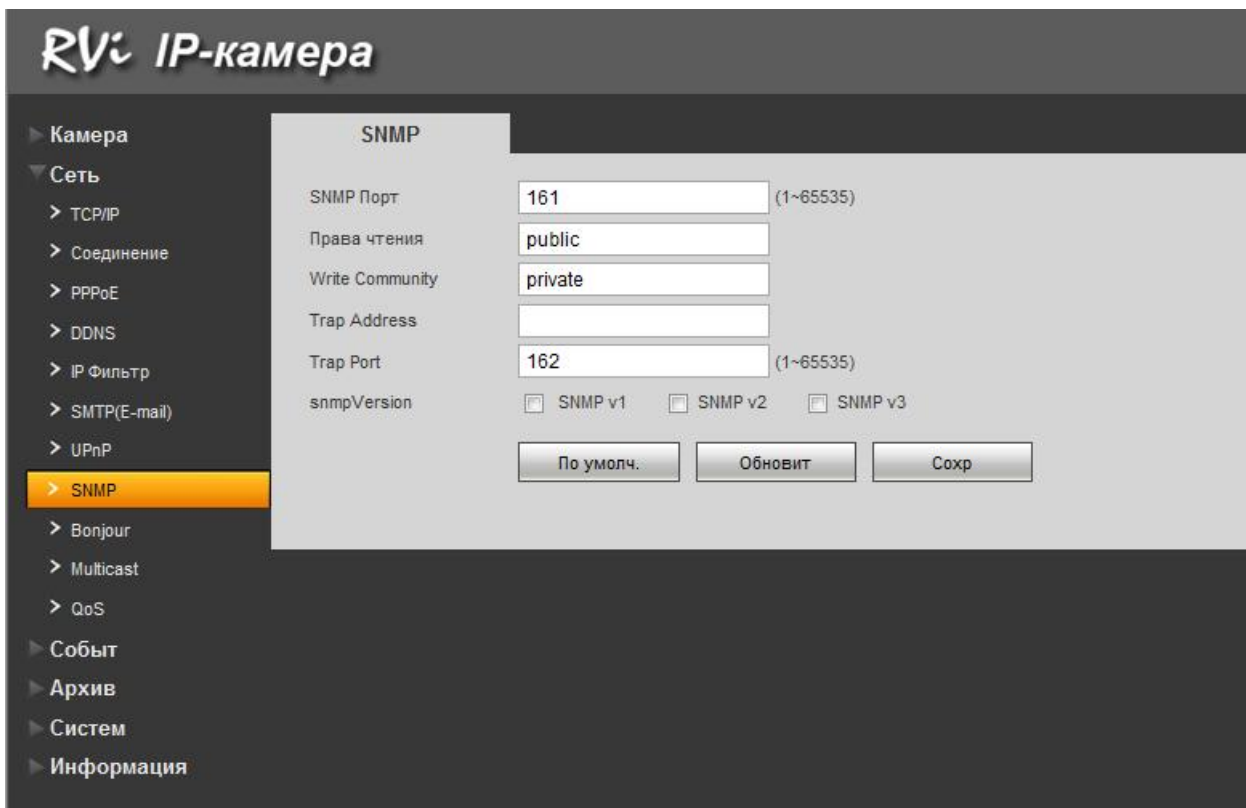 RVi IP-камера
Камера
Сеть
TCP/IP
Соединение
PPPoE
DDNS
IP Фильтр
SMTP(E-mail)
UPnP
SNMP
Bonjour
Multicast
QoS
Событ
Архив
Систем
Информация
SNMP
SNMP Порт 161 (1~65535)
Права чтения public
Write Community private
Trap Address
Trap Port 162 (1~65535)
snmpVersion SNMP v1 SNMP v2 SNMP v3
По умолч. Обновит Сохр